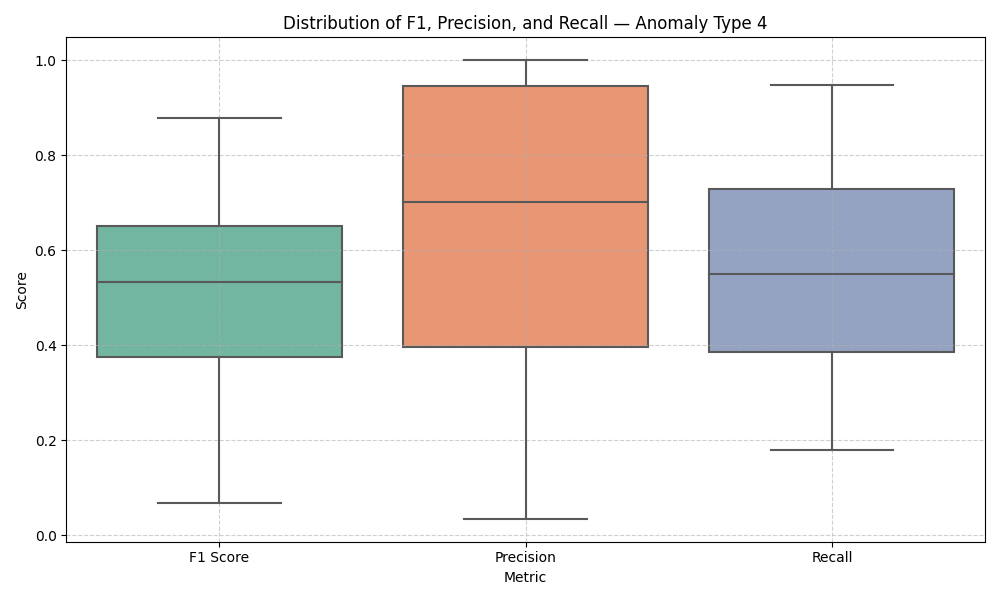 Distribution of F1, Precision, and Recall — Anomaly Type 4
Score
1.0
0.8
0.6
0.4
0.2
0.0
F1 Score
Precision
Recall
Metric